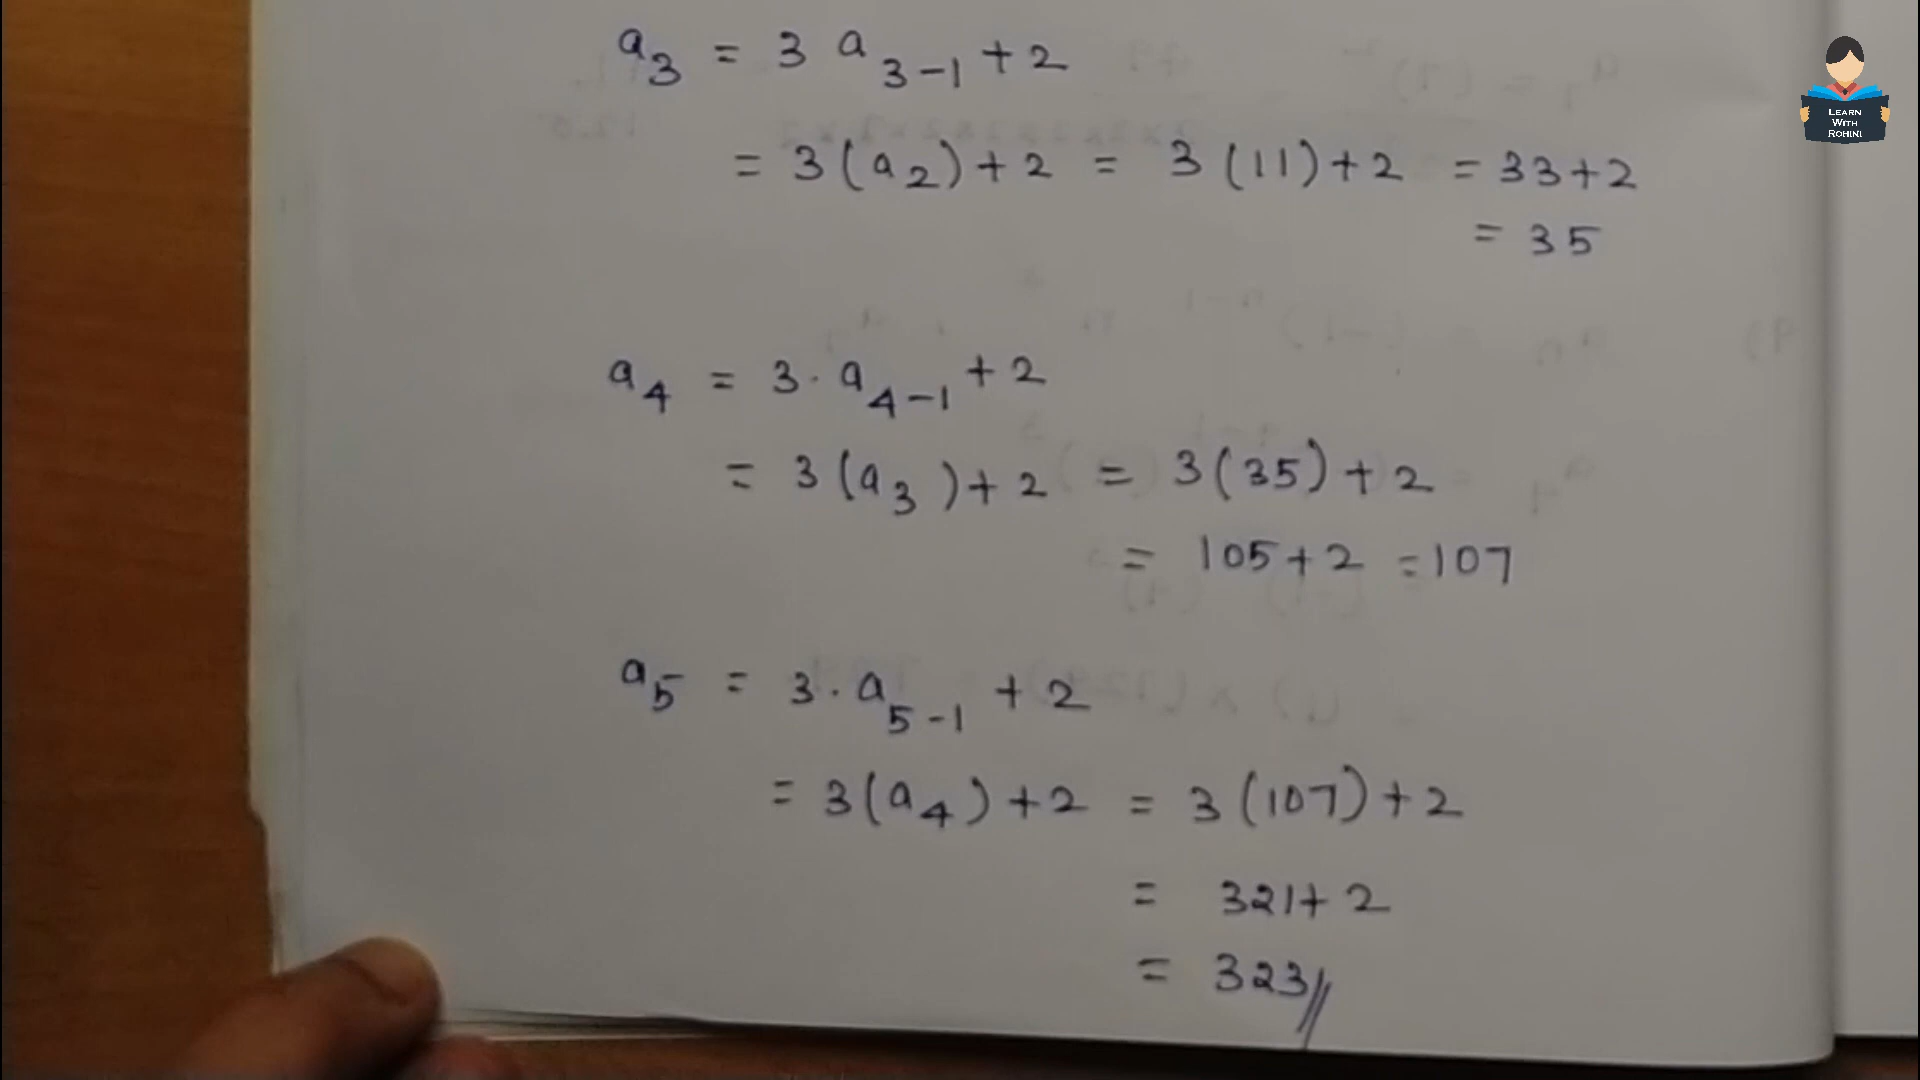 a₃ = 3 a₃₋₁ + 2
= 3(a₂) + 2 = 3(11) + 2 = 33 + 2
= 35
a₄ = 3 · a₄₋₁ + 2
= 3(a₃) + 2 = 3(35) + 2
= 105 + 2 = 107
a₅ = 3 · a₅₋₁ + 2
= 3(a₄) + 2 = 3(107) + 2
= 321 + 2
= 323//
LEARN
WITH
ROHINI